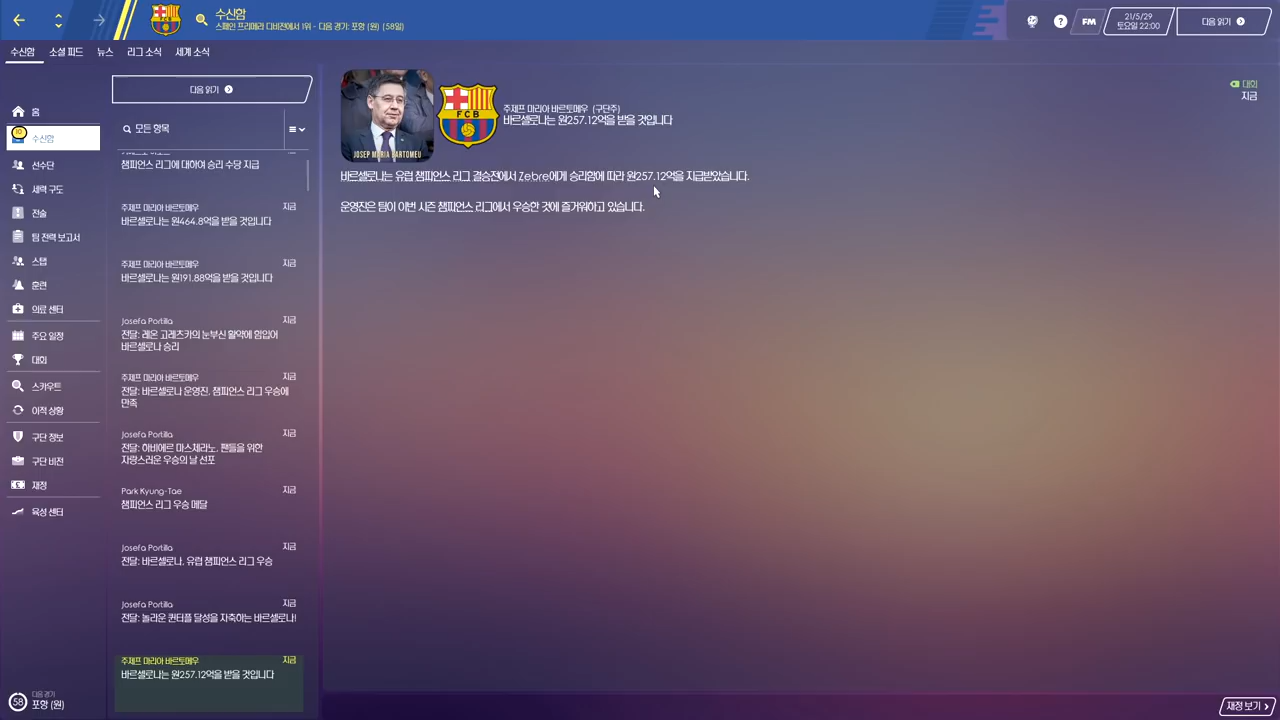 수신함
스페인 프리메라 디비전에서 1위 - 다음 경기: 포항 (원) (58일)
FM
21/5/29
토요일 22:00
다음 읽기
수신함 소셜 피드 뉴스 리그 소식 세계 소식
홈
10
수신함
선수단
세력 구도
전술
팀 전력 보고서
스탭
훈련
의료 센터
주요 일정
대회
스카우트
이적 상황
구단 정보
구단 비전
재정
육성 센터
58
다음 경기
포항 (원)
다음 읽기
모든 항목
챔피언스 리그에 대하여 승리 수당 지급
주제프 마리아 바르토메우 지금
바르셀로나는 원464.8억을 받을 것입니다
주제프 마리아 바르토메우 지금
바르셀로나는 원191.88억을 받을 것입니다
Josefa Portilla 지금
전달: 레온 고레츠카의 눈부신 활약에 힘입어
바르셀로나 승리
주제프 마리아 바르토메우 지금
전달: 바르셀로나 운영진, 챔피언스 리그 우승에
만족
Josefa Portilla 지금
전달: 하비에르 마스체라노, 팬들을 위한
자랑스러운 우승의 날 선포
Park Kyung-Tae 지금
챔피언스 리그 우승 메달
Josefa Portilla 지금
전달: 바르셀로나, 유럽 챔피언스 리그 우승
Josefa Portilla 지금
전달: 놀라운 퀸티플 달성을 자축하는 바르셀로나!
주제프 마리아 바르토메우 지금
바르셀로나는 원257.12억을 받을 것입니다
JOSEP MARIA BARTOMEU
FCB
주제프 마리아 바르토메우 (구단주)
바르셀로나는 원257.12억을 받을 것입니다
대회
지금
바르셀로나는 유럽 챔피언스 리그 결승전에서 Zebre에게 승리함에 따라 원257.12억을 지급받았습니다.
운영진은 팀이 이번 시즌 챔피언스 리그에서 우승한 것에 즐거워하고 있습니다.
재정 보기